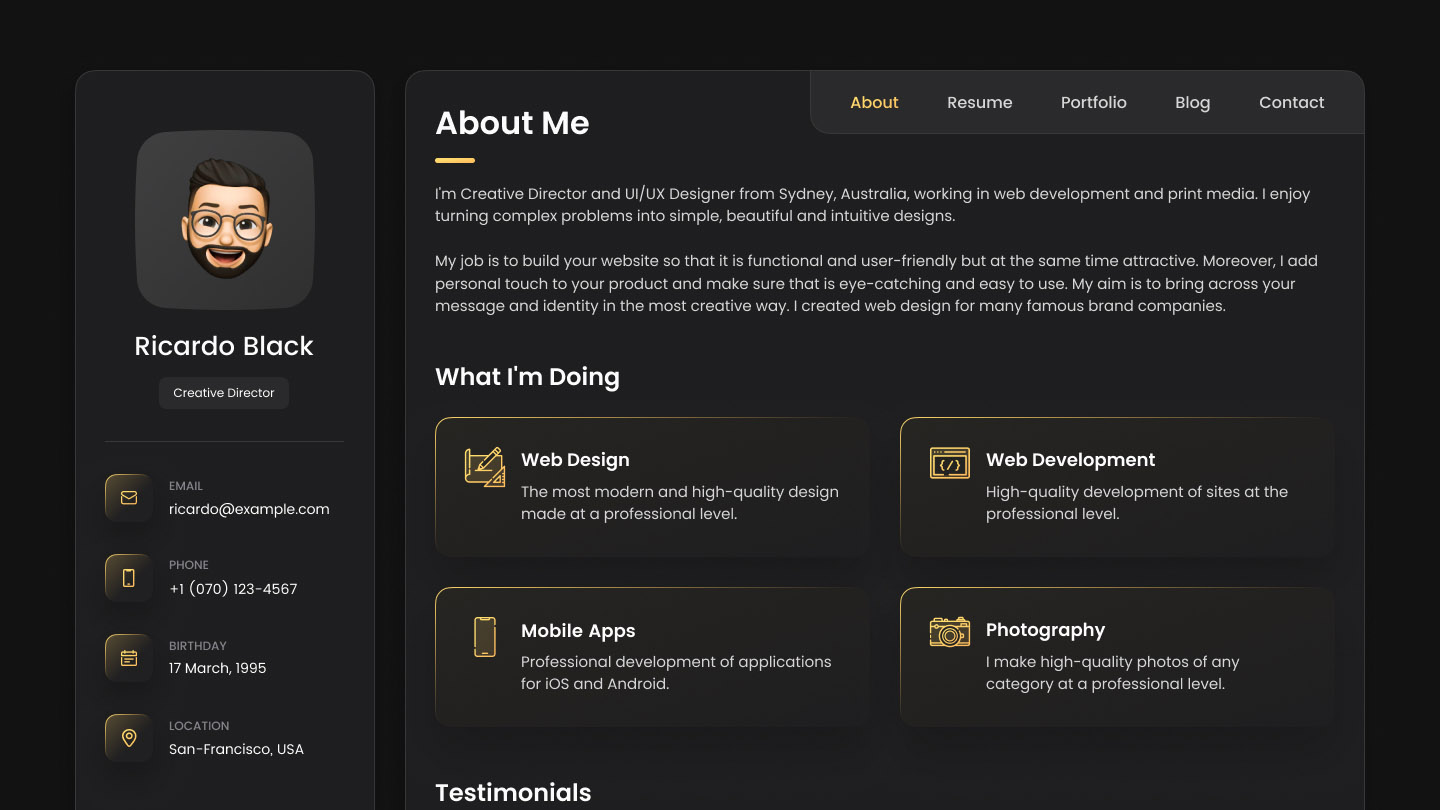 Ricardo Black
Creative Director
EMAIL
ricardo@example.com
PHONE
+1 (070) 123-4567
BIRTHDAY
17 March, 1995
LOCATION
San-Francisco, USA
About Resume Portfolio Blog Contact
About Me
I'm Creative Director and UI/UX Designer from Sydney, Australia, working in web development and print media. I enjoy
turning complex problems into simple, beautiful and intuitive designs.
My job is to build your website so that it is functional and user-friendly but at the same time attractive. Moreover, I add
personal touch to your product and make sure that is eye-catching and easy to use. My aim is to bring across your
message and identity in the most creative way. I created web design for many famous brand companies.
What I'm Doing
Web Design
The most modern and high-quality design
made at a professional level.
Web Development
High-quality development of sites at the
professional level.
Mobile Apps
Professional development of applications
for iOS and Android.
Photography
I make high-quality photos of any
category at a professional level.
Testimonials